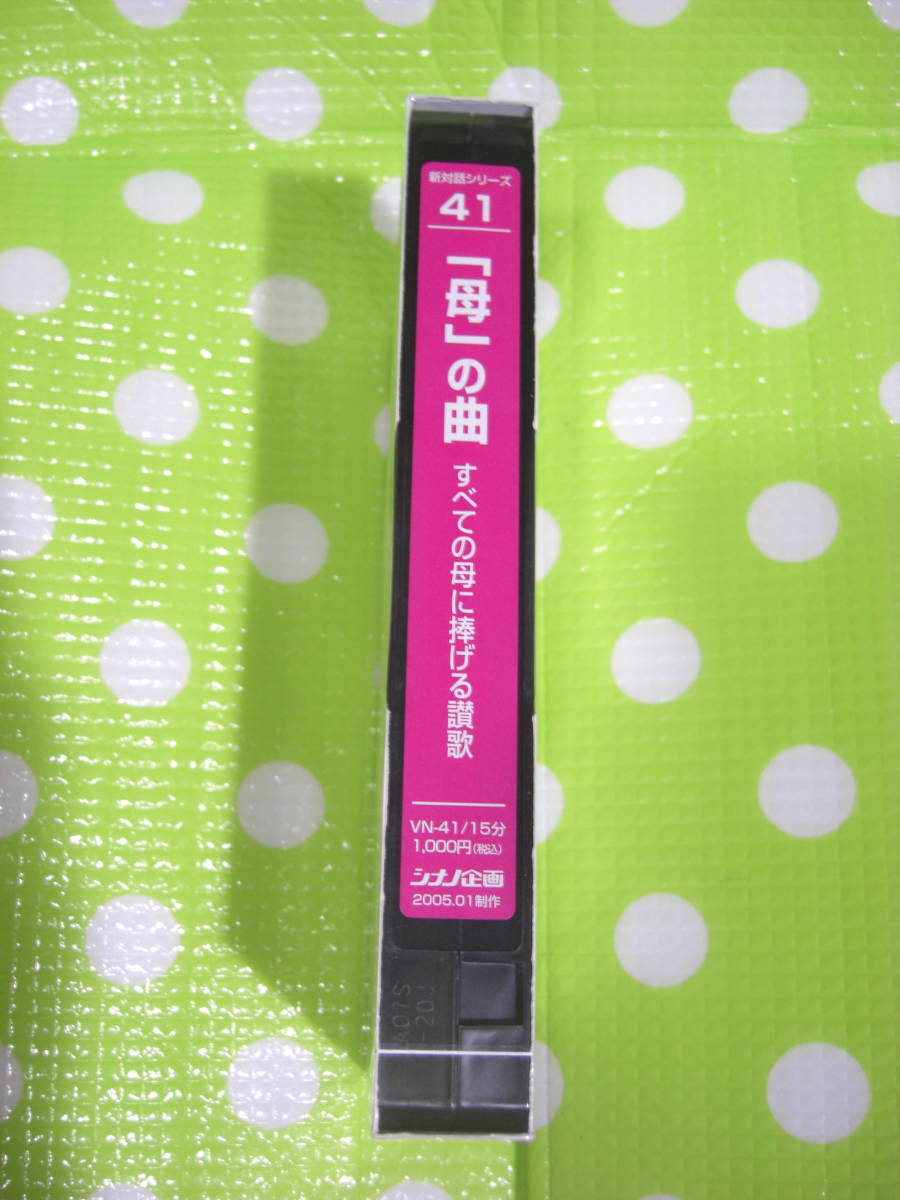 新対話シリーズ
41
「母」の曲
すべての母に捧げる讃歌
VN-41/15分
1,000円(税込)
シナノ企画
2005.01制作